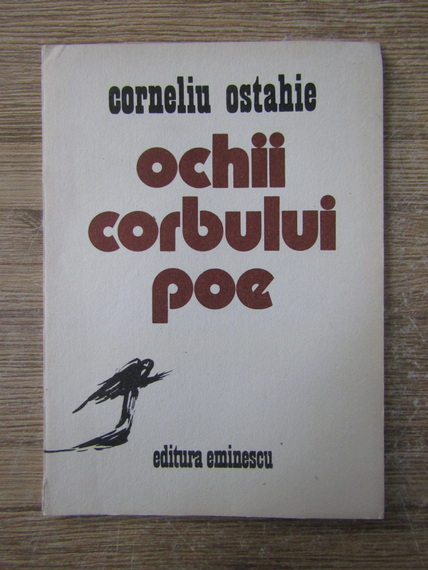 corneliu ostahie
ochii
corbului
poe
editura eminescu